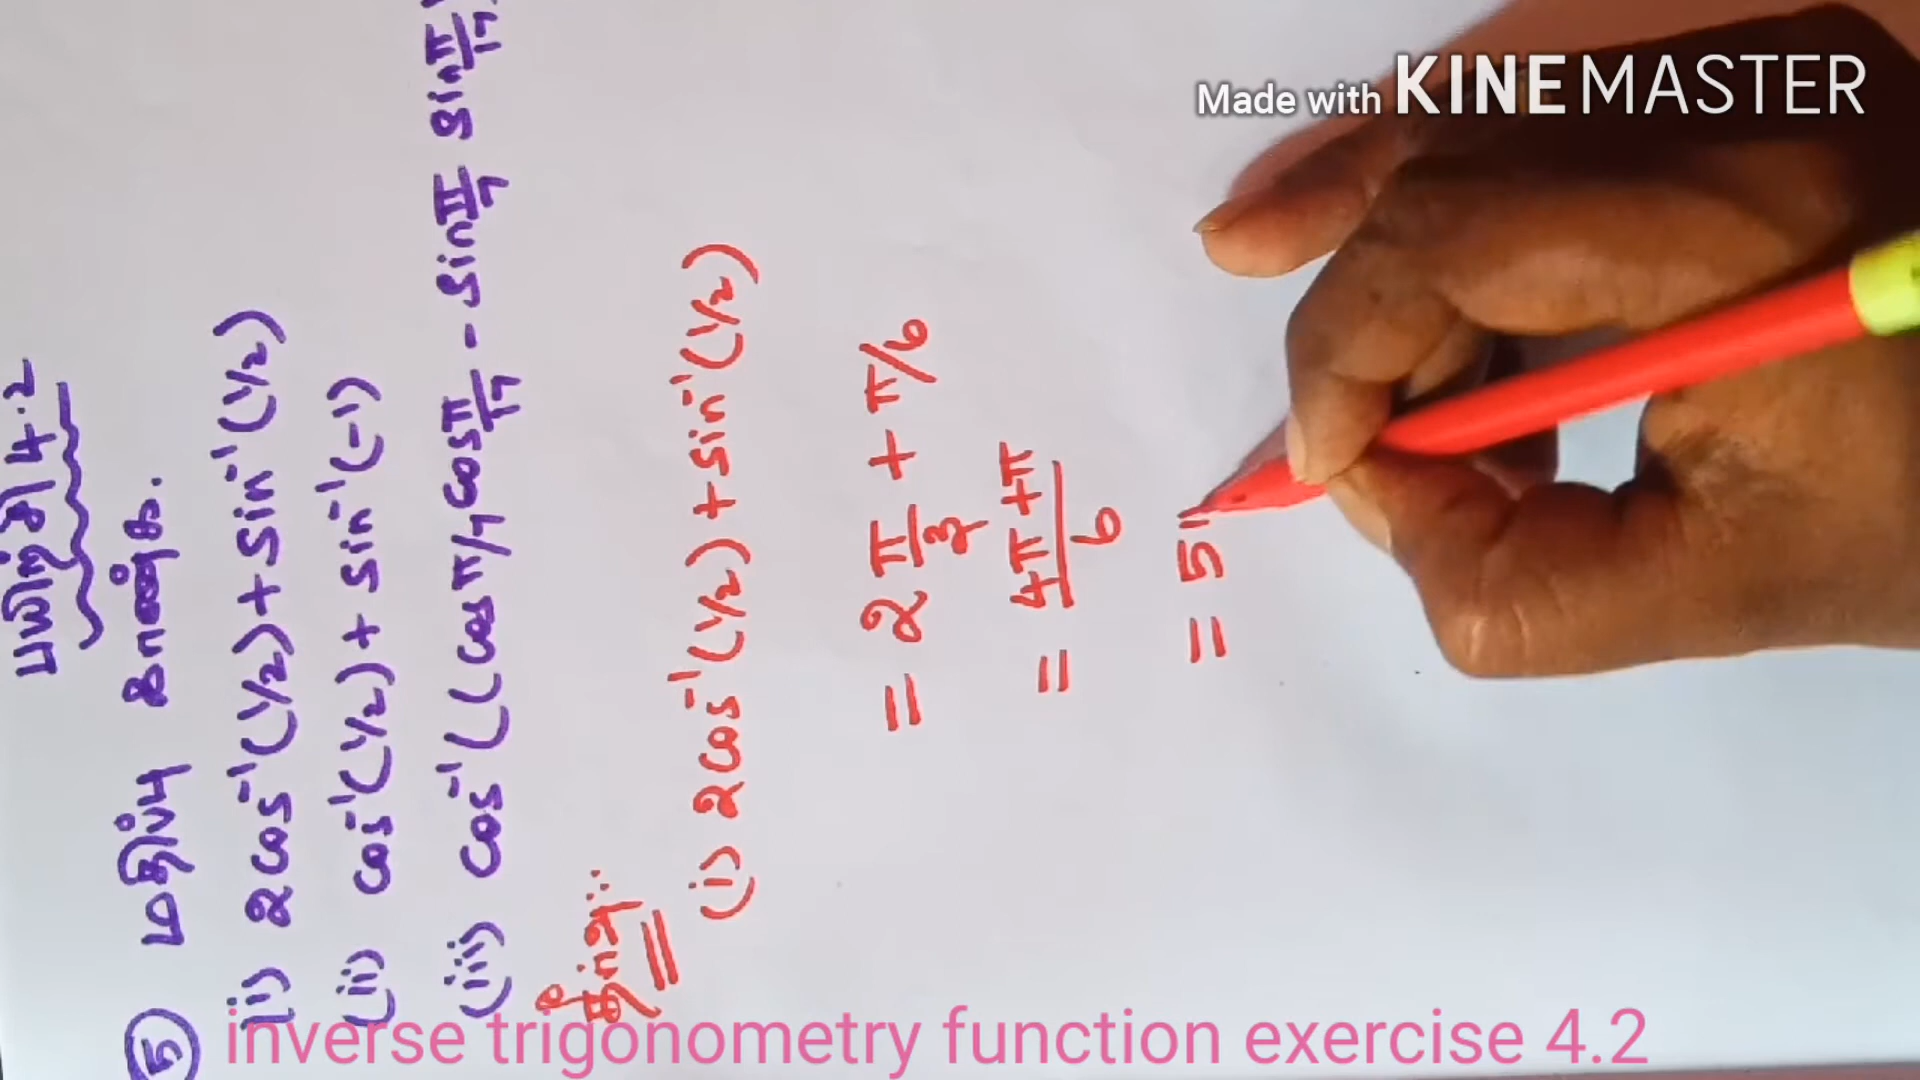 Made with KINEMASTER
பயிற்சி 4.2
⑤ மதிப்பு காண்க.
(i) 2cos⁻¹(1/2)+sin⁻¹(1/2)
(ii) cos⁻¹(1/2)+sin⁻¹(-1)
(iii) cos⁻¹((cos π/7 cos π/17 - sin π/7 sin π/17
தீர்வு:-
(i) 2cos⁻¹(1/2)+sin⁻¹(1/2)
= 2 π/3 + π/6
= 4π+π/6
= 5π
inverse trigonometry function exercise 4.2